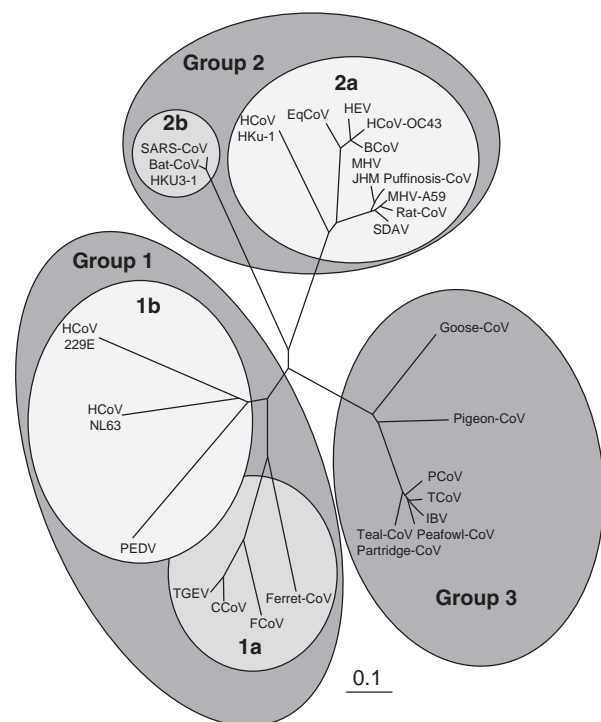 Group 2
2a
2b
HEV
EqCoV
HCoV-OC43
HCoV
HKu-1
BCoV
SARS-CoV
Bat-CoV
HKU3-1
MHV
JHM Puffinosis-CoV
MHV-A59
Rat-CoV
SDAV
Group 1
1b
HCoV
229E
HCoV
NL63
PEDV
TGEV
CCoV
FCoV
Ferret-CoV
1a
Goose-CoV
Pigeon-CoV
PCoV
TCoV
IBV
Teal-CoV Peafowl-CoV
Partridge-CoV
Group 3
0.1